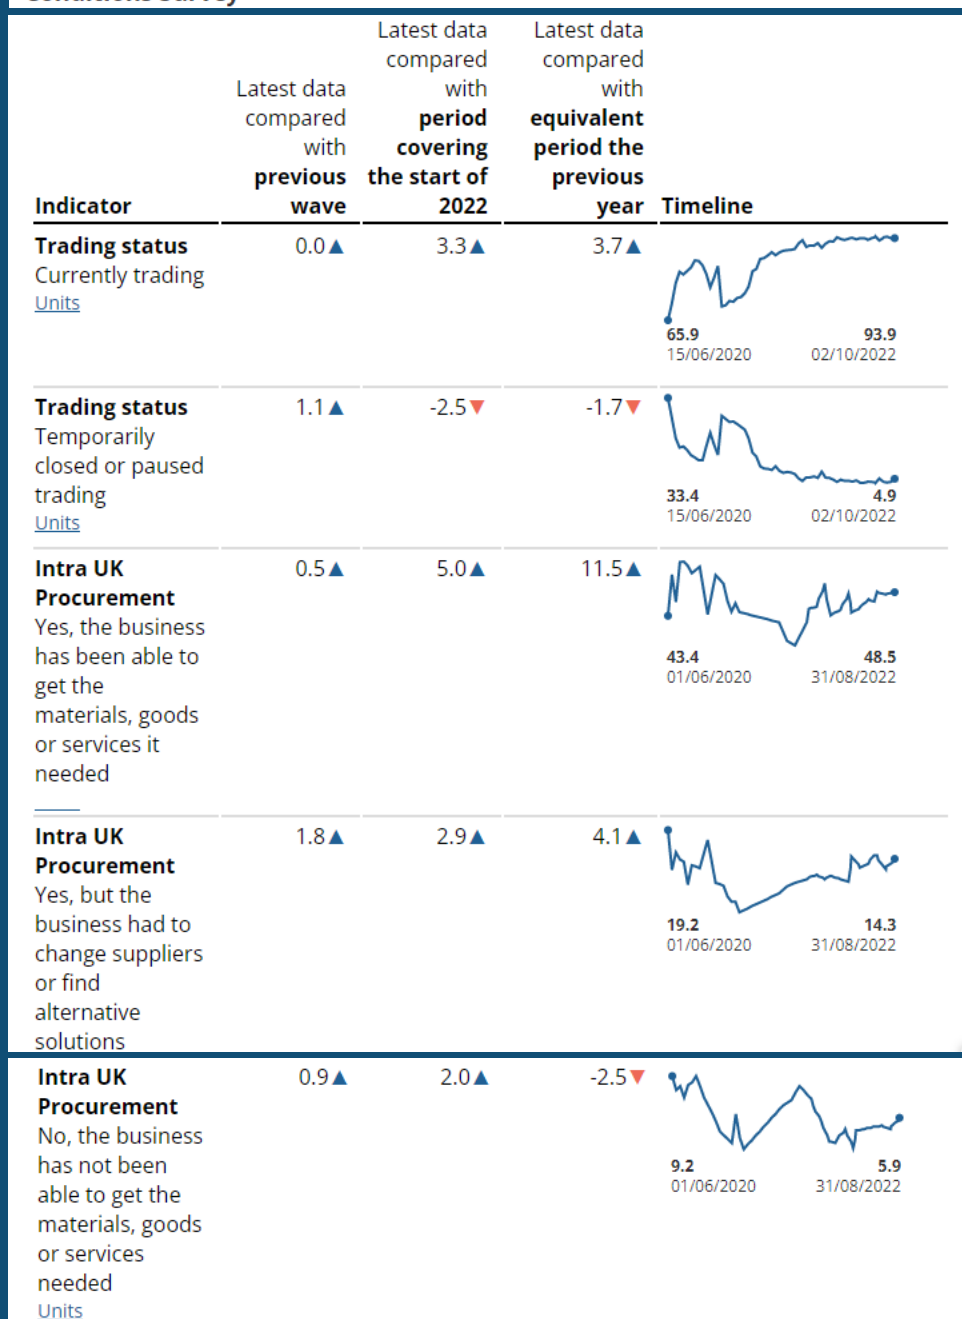 Conditions Survey
Latest data compared with previous wave
Latest data compared with period covering the start of 2022
Latest data compared with equivalent period the previous year
Indicator
Timeline
Trading status
0.0▲ 3.3▲ 3.7▲
Currently trading
Units
65.9 93.9
15/06/2020 02/10/2022
Trading status
1.1▲ -2.5▼ -1.7▼
Temporarily
closed or paused
trading
Units
33.4 4.9
15/06/2020 02/10/2022
Intra UK
0.5▲ 5.0▲ 11.5▲
Procurement
Yes, the business
has been able to
get the
materials, goods
or services it
needed
43.4 48.5
01/06/2020 31/08/2022
Intra UK
1.8▲ 2.9▲ 4.1▲
Procurement
Yes, but the
business had to
change suppliers
or find
alternative
solutions
19.2 14.3
01/06/2020 31/08/2022
Intra UK
0.9▲ 2.0▲ -2.5▼
Procurement
No, the business
has not been
able to get the
materials, goods
or services
needed
Units
9.2 5.9
01/06/2020 31/08/2022